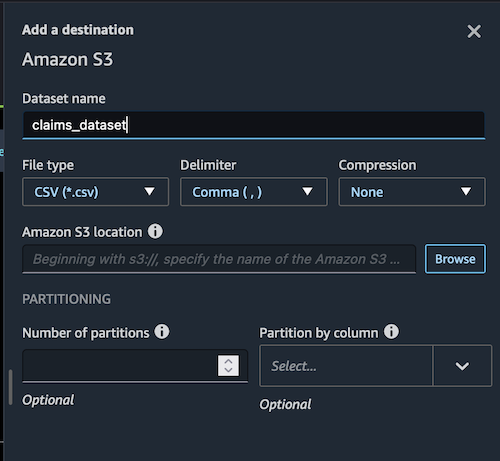 Add a destination
Amazon S3
Dataset name
claims_dataset
File type Delimiter Compression
CSV (*.csv) Comma ( , ) None
Amazon S3 location
Beginning with s3://, specify the name of the Amazon S3 ...
Browse
PARTITIONING
Number of partitions Partition by column
Select...
Optional Optional